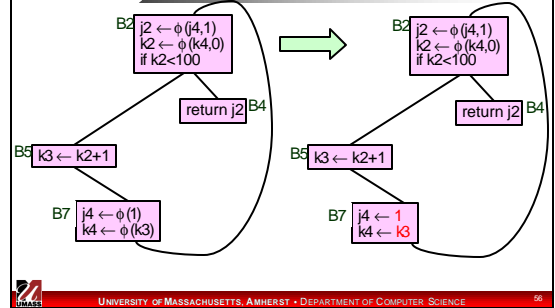 B2
j2 ← ϕ(j4,1)
k2 ← ϕ(k4,0)
if k2<100
return j2
B4
B5
k3 ← k2+1
B7
j4 ← ϕ(1)
k4 ← ϕ(k3)
B2
j2 ← ϕ(j4,1)
k2 ← ϕ(k4,0)
if k2<100
return j2
B4
B5
k3 ← k2+1
B7
j4 ← 1
k4 ← k3
UMASS
UNIVERSITY OF MASSACHUSETTS, AMHERST • DEPARTMENT OF COMPUTER SCIENCE
56